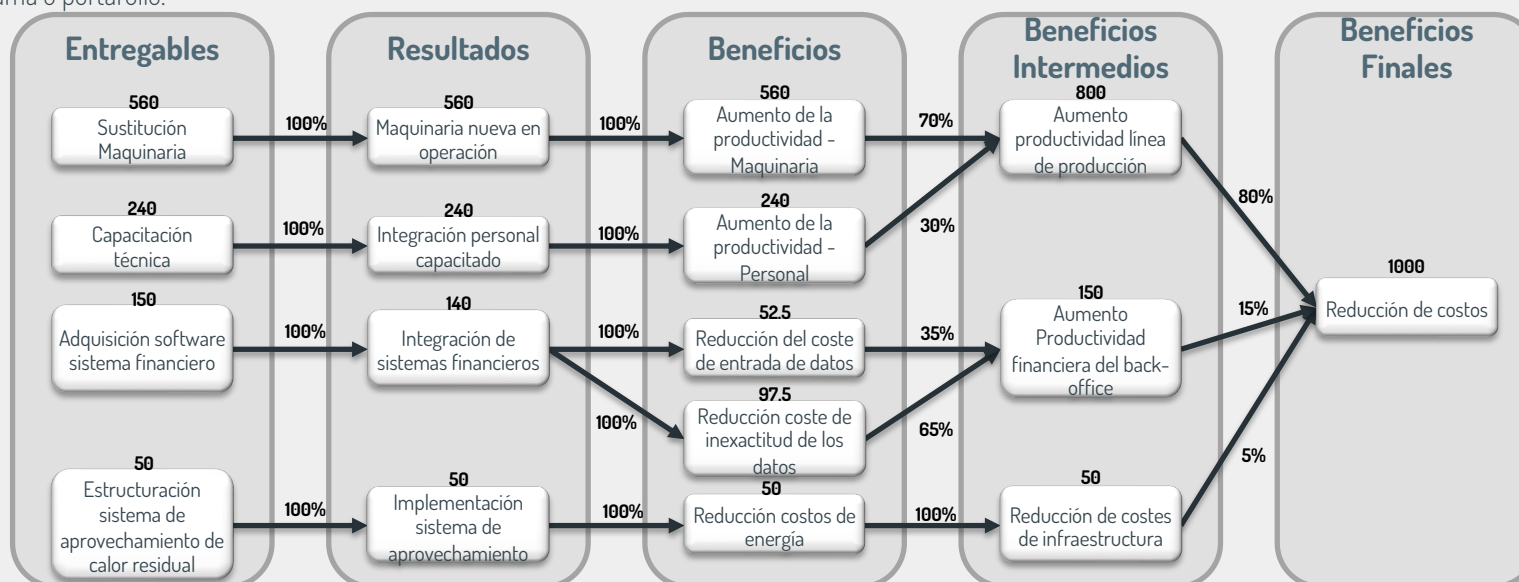 Entregables
560
Sustitución
Maquinaria
240
Capacitación
técnica
150
Adquisición software
sistema financiero
50
Estructuración
sistema de
aprovechamiento de
calor residual
100%
100%
100%
100%
Resultados
560
Maquinaria nueva en
operación
240
Integración personal
capacitado
140
Integración de
sistemas financieros
50
Implementación
sistema de
aprovechamiento
100%
100%
100%
100%
100%
Beneficios
560
Aumento de la
productividad -
Maquinaria
240
Aumento de la
productividad -
Personal
52.5
Reducción del coste
de entrada de datos
97.5
Reducción coste de
inexactitud de los
datos
50
Reducción costos de
energía
70%
30%
35%
65%
100%
Beneficios
Intermedios
800
Aumento
productividad línea
de producción
150
Aumento
Productividad
financiera del back-
office
50
Reducción de costes
de infraestructura
80%
15%
5%
Beneficios
Finales
1000
Reducción de costos